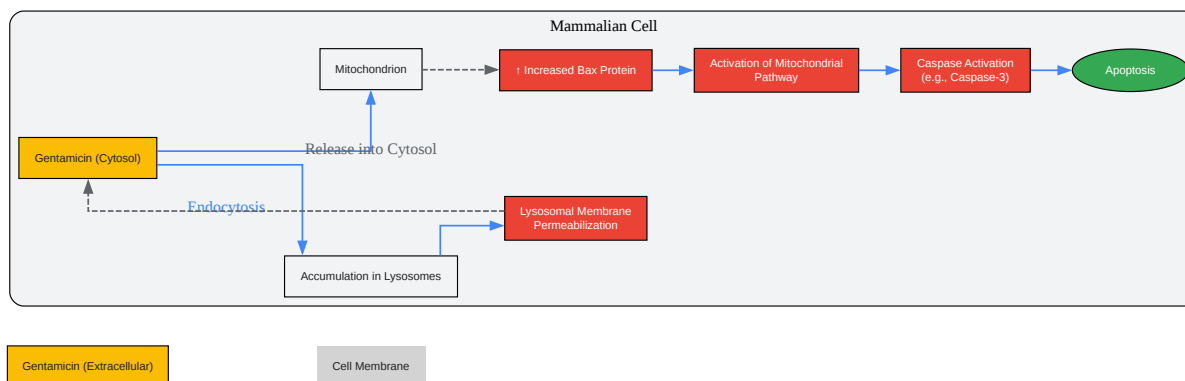 Mammalian Cell
Mitochondrion
↑ Increased Bax Protein
Activation of Mitochondrial
Pathway
Caspase Activation
(e.g., Caspase-3)
Apoptosis
Gentamicin (Cytosol)
Release into Cytosol
Endocytosis
Lysosomal Membrane
Permeabilization
Accumulation in Lysosomes
Gentamicin (Extracellular)
Cell Membrane